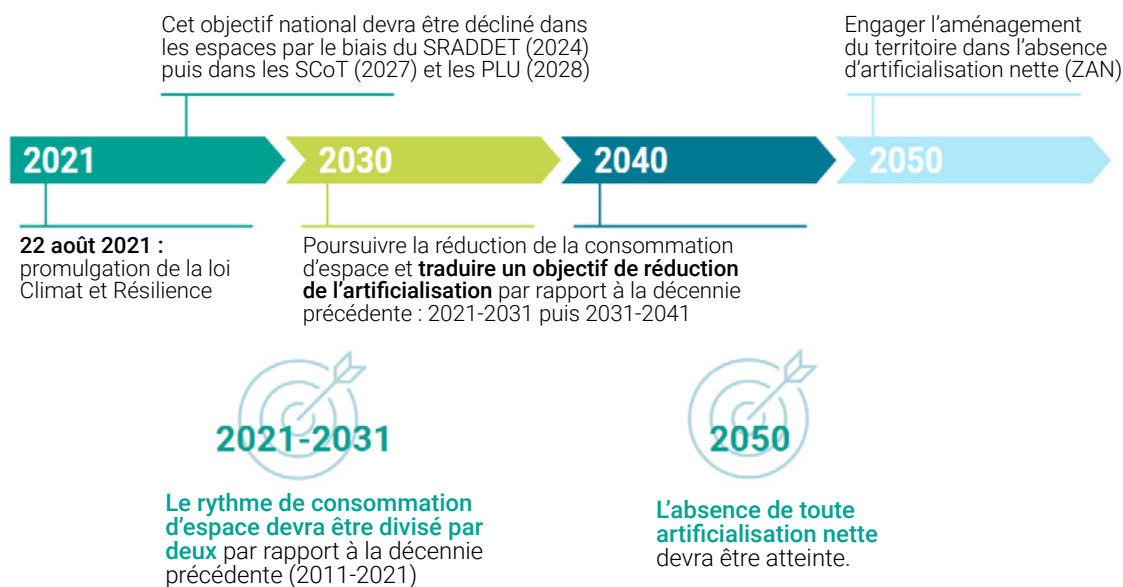 Cet objectif national devra être décliné dans
les espaces par le biais du SRADDET (2024)
puis dans les SCoT (2027) et les PLU (2028)
Engager l’aménagement
du territoire dans l’absence
d’artificialisation nette (ZAN)
2021
2030
2040
2050
22 août 2021 :
promulgation de la loi
Climat et Résilience
Poursuivre la réduction de la consommation
d’espace et traduire un objectif de réduction
de l’artificialisation par rapport à la décennie
précédente : 2021-2031 puis 2031-2041
2021-2031
Le rythme de consommation
d’espace devra être divisé par
deux par rapport à la décennie
précédente (2011-2021)
2050
L’absence de toute
artificialisation nette
devra être atteinte.